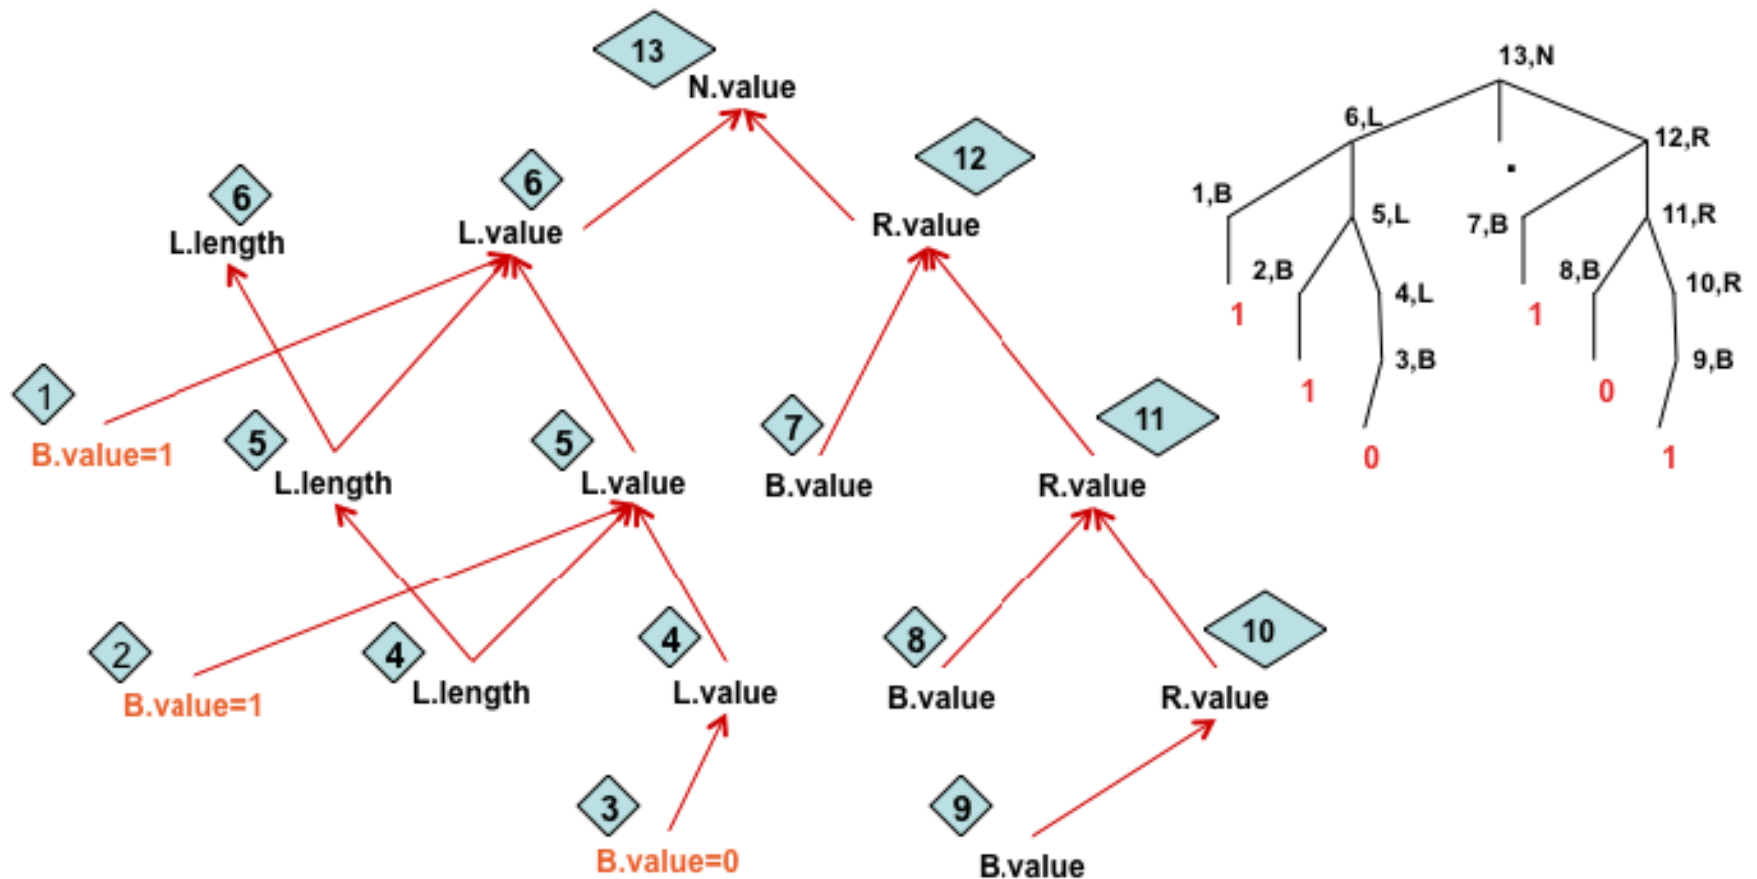 13
N.value
12
6
6
L.length
L.value
R.value
1
B.value=1
5
L.length
5
L.value
7
B.value
11
R.value
2
B.value=1
4
L.length
4
L.value
8
B.value
10
R.value
3
B.value=0
9
B.value
13,N
6,L
12,R
.
1,B
5,L
7,B
11,R
2,B
4,L
8,B
10,R
1
1
3,B
9,B
1
0
0
1